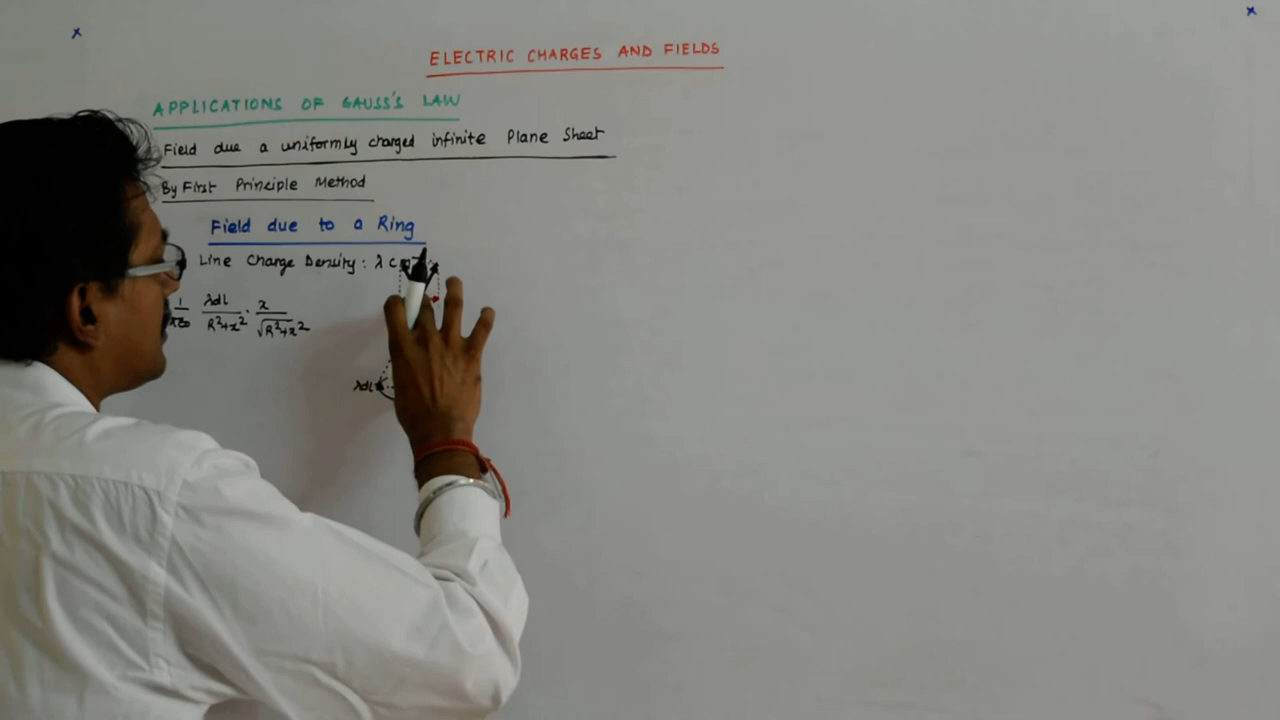 x x
ELECTRIC CHARGES AND FIELDS
APPLICATIONS OF GAUSS'S LAW
Field due a uniformly charged infinite Plane Sheet
By First Principle Method
Field due to a Ring
Line Charge Density: λ
1 λdl . x
R²+x² √R²+x²
λdl